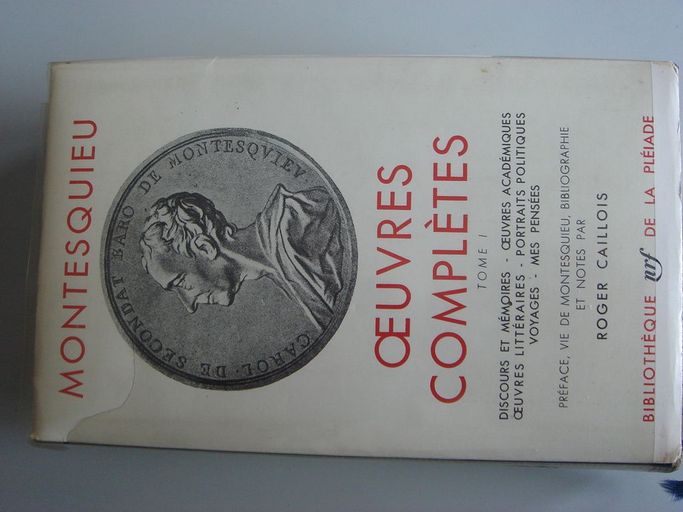 MONTESQUIEU
CAROL· DE SECONDAT BARO DE MONTESQVIEV
ŒUVRES
COMPLÈTES
TOME I
DISCOURS ET MÉMOIRES - ŒUVRES ACADÉMIQUES
ŒUVRES LITTÉRAIRES - PORTRAITS POLITIQUES
VOYAGES - MES PENSÉES
PRÉFACE, VIE DE MONTESQUIEU, BIBLIOGRAPHIE
ET NOTES PAR
ROGER CAILLOIS
BIBLIOTHÈQUE nrf DE LA PLÉIADE